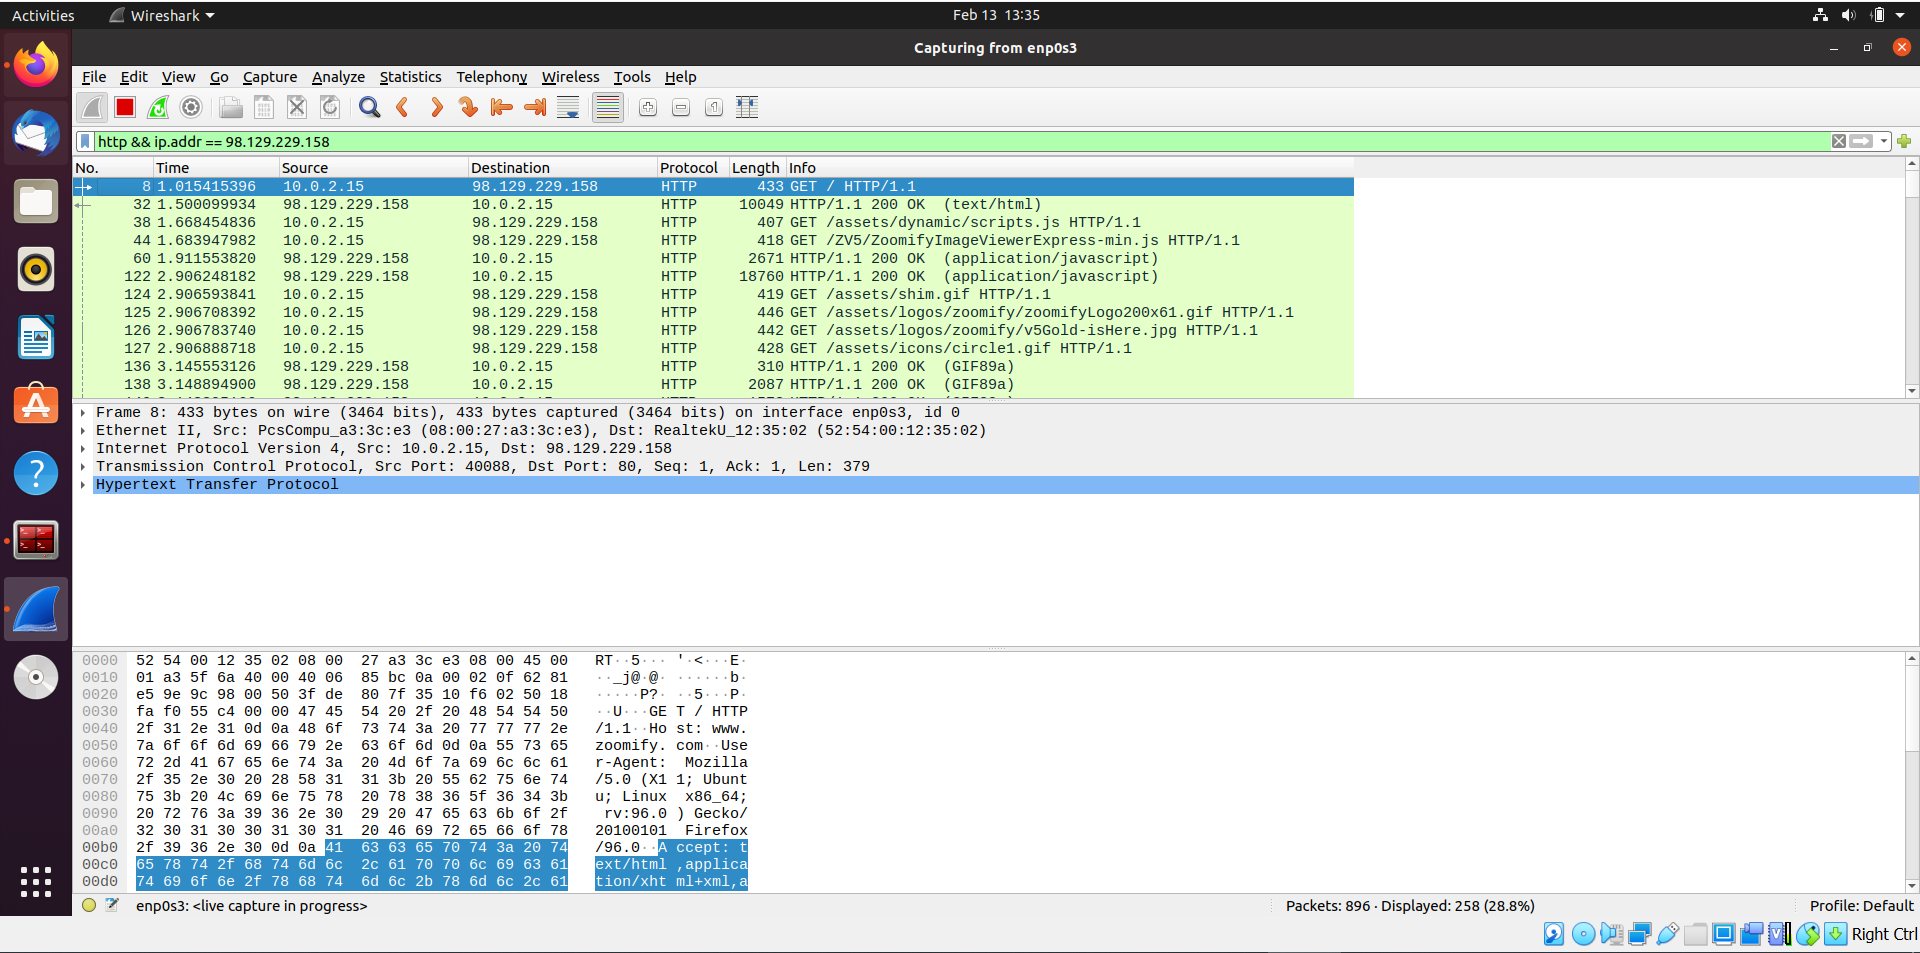 Activities Wireshark Feb 13 13:35
Capturing from enp0s3
File Edit View Go Capture Analyze Statistics Telephony Wireless Tools Help
http && ip.addr == 98.129.229.158
No. Time Source Destination Protocol Length Info
8 1.015415396 10.0.2.15 98.129.229.158 HTTP 433 GET / HTTP/1.1
32 1.500099934 98.129.229.158 10.0.2.15 HTTP 10049 HTTP/1.1 200 OK (text/html)
38 1.668454836 10.0.2.15 98.129.229.158 HTTP 407 GET /assets/dynamic/scripts.js HTTP/1.1
44 1.683947982 10.0.2.15 98.129.229.158 HTTP 418 GET /ZV5/ZoomifyImageViewerExpress-min.js HTTP/1.1
60 1.911553820 98.129.229.158 10.0.2.15 HTTP 2671 HTTP/1.1 200 OK (application/javascript)
122 2.906248182 98.129.229.158 10.0.2.15 HTTP 18760 HTTP/1.1 200 OK (application/javascript)
124 2.906593841 10.0.2.15 98.129.229.158 HTTP 419 GET /assets/shim.gif HTTP/1.1
125 2.906708392 10.0.2.15 98.129.229.158 HTTP 446 GET /assets/logos/zoomify/zoomifyLogo200x61.gif HTTP/1.1
126 2.906783740 10.0.2.15 98.129.229.158 HTTP 442 GET /assets/logos/zoomify/v5Gold-isHere.jpg HTTP/1.1
127 2.906888718 10.0.2.15 98.129.229.158 HTTP 428 GET /assets/icons/circle1.gif HTTP/1.1
136 3.145553126 98.129.229.158 10.0.2.15 HTTP 310 HTTP/1.1 200 OK (GIF89a)
138 3.148894900 98.129.229.158 10.0.2.15 HTTP 2087 HTTP/1.1 200 OK (GIF89a)
Frame 8: 433 bytes on wire (3464 bits), 433 bytes captured (3464 bits) on interface enp0s3, id 0
Ethernet II, Src: PcsCompu_a3:3c:e3 (08:00:27:a3:3c:e3), Dst: RealtekU_12:35:02 (52:54:00:12:35:02)
Internet Protocol Version 4, Src: 10.0.2.15, Dst: 98.129.229.158
Transmission Control Protocol, Src Port: 40088, Dst Port: 80, Seq: 1, Ack: 1, Len: 379
Hypertext Transfer Protocol
0000 52 54 00 12 35 02 08 00 27 a3 3c e3 08 00 45 00 RT··5··· '·<···E·
0010 01 a3 5f 6a 40 00 40 06 85 bc 0a 00 02 0f 62 81 ··_j@·@· ······b·
0020 e5 9e 9c 98 00 50 3f de 80 7f 35 10 f6 02 50 18 ·····P?· ··5···P·
0030 fa f0 55 c4 00 00 47 45 54 20 2f 20 48 54 54 50 ··U···GE T / HTTP
0040 2f 31 2e 31 0d 0a 48 6f 73 74 3a 20 77 77 77 2e /1.1··Ho st: www.
0050 7a 6f 6f 6d 69 66 79 2e 63 6f 6d 0d 0a 55 73 65 zoomify. com··Use
0060 72 2d 41 67 65 6e 74 3a 20 4d 6f 7a 69 6c 6c 61 r-Agent: Mozilla
0070 2f 35 2e 30 20 28 58 31 31 3b 20 55 62 75 6e 74 /5.0 (X1 1; Ubunt
0080 75 3b 20 4c 69 6e 75 78 20 78 38 36 5f 36 34 3b u; Linux x86_64;
0090 20 72 76 3a 39 36 2e 30 29 20 47 65 63 6b 6f 2f rv:96.0 ) Gecko/
00a0 32 30 31 30 30 31 30 31 20 46 69 72 65 66 6f 78 20100101 Firefox
00b0 2f 39 36 2e 30 0d 0a 41 63 63 65 70 74 3a 20 74 /96.0··A ccept: t
00c0 65 78 74 2f 68 74 6d 6c 2c 61 70 70 6c 69 63 61 ext/html ,applica
00d0 74 69 6f 6e 2f 78 68 74 6d 6c 2b 78 6d 6c 2c 61 tion/xht ml+xml,a
enp0s3: <live capture in progress> Packets: 896 · Displayed: 258 (28.8%) Profile: Default
Right Ctrl